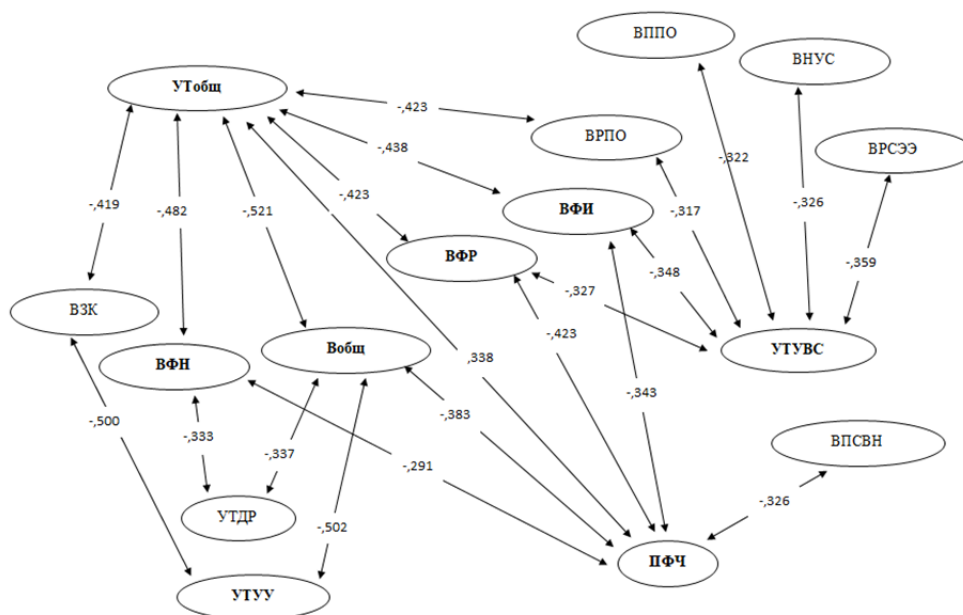 ВППО
ВНУС
УТобщ
-,423
ВРПО
ВРСЭЭ
-,438
-,322
-,423
-,419
-,482
-,521
ВФИ
-,317
-,326
ВФР
-,359
-,348
-,327
ВЗК
-,423
ВФН
Вобщ
,338
УТУВС
-,343
-,500
-,383
-,333
-,337
-,291
ВПСВН
-,326
УТДР
-,502
ПФЧ
УТУУ